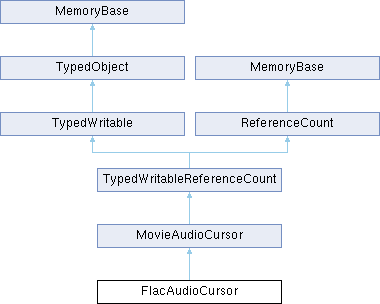 MemoryBase
TypedObject
MemoryBase
TypedWritable
ReferenceCount
TypedWritableReferenceCount
MovieAudioCursor
FlacAudioCursor